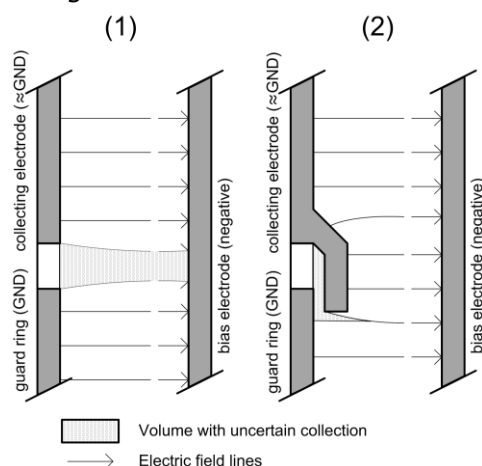 (1)
(2)
collecting electrode (≈GND)
guard ring (GND)
bias electrode (negative)
collecting electrode (≈GND)
guard ring (GND)
bias electrode (negative)
Volume with uncertain collection
Electric field lines